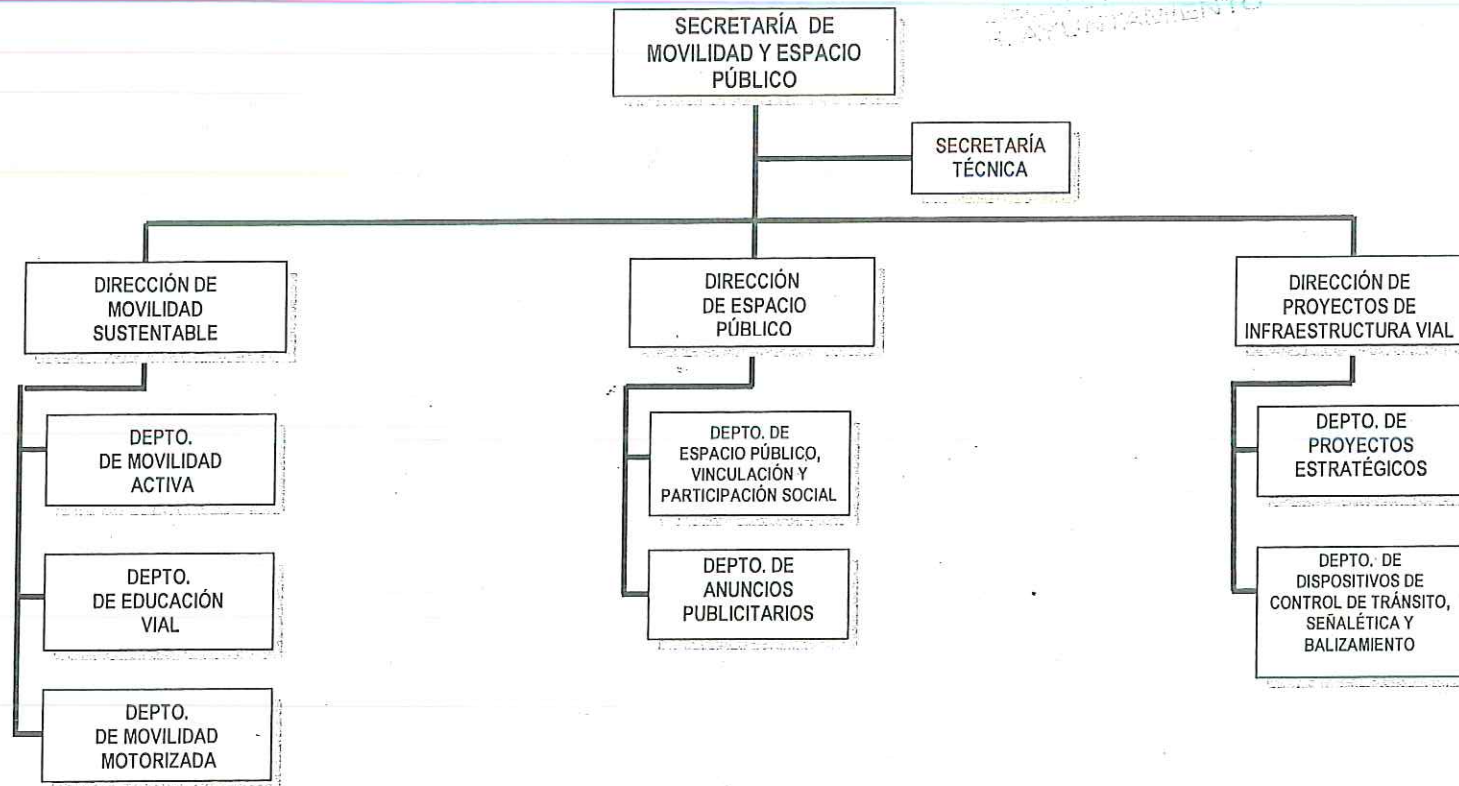 AYUNTAMIENTO
SECRETARÍA DE
MOVILIDAD Y ESPACIO
PÚBLICO
SECRETARÍA
TÉCNICA
DIRECCIÓN DE
MOVILIDAD
SUSTENTABLE
DIRECCIÓN
DE ESPACIO
PÚBLICO
DIRECCIÓN DE
PROYECTOS DE
INFRAESTRUCTURA VIAL
DEPTO.
DE MOVILIDAD
ACTIVA
DEPTO.
DE EDUCACIÓN
VIAL
DEPTO.
DE MOVILIDAD
MOTORIZADA
DEPTO. DE
ESPACIO PÚBLICO,
VINCULACIÓN Y
PARTICIPACIÓN SOCIAL
DEPTO. DE
ANUNCIOS
PUBLICITARIOS
DEPTO. DE
PROYECTOS
ESTRATÉGICOS
DEPTO. DE
DISPOSITIVOS DE
CONTROL DE TRÁNSITO,
SEÑALÉTICA Y
BALIZAMIENTO